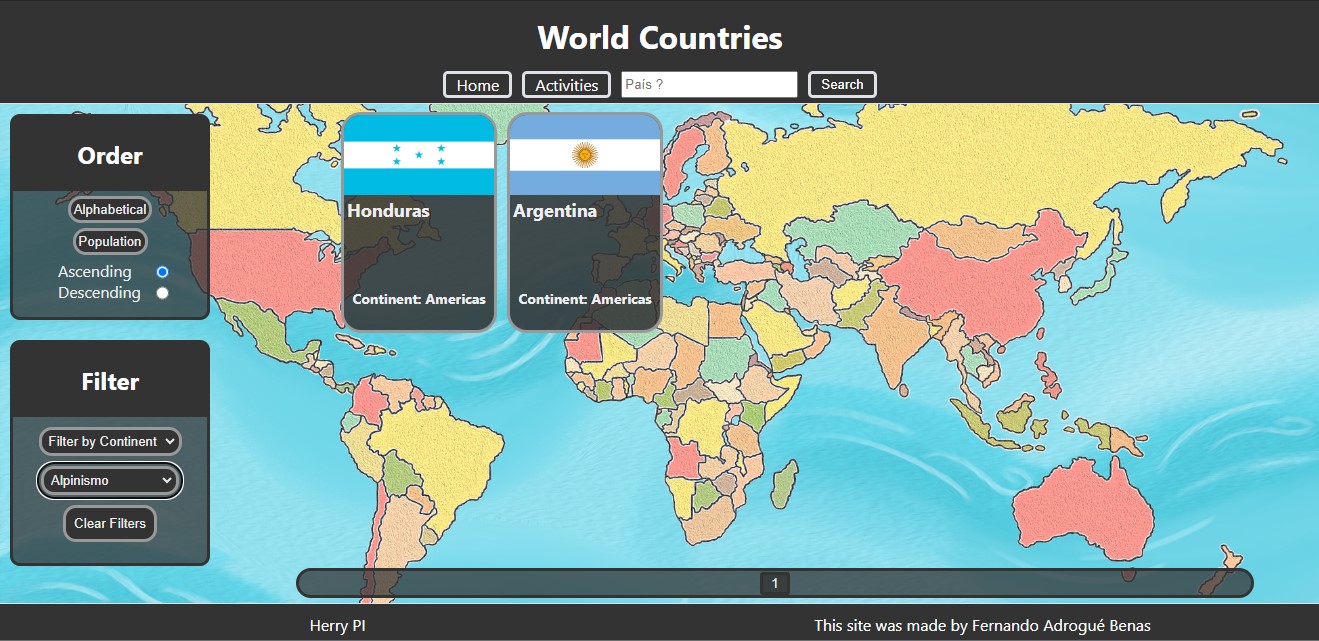 World Countries
Home Activities País ? Search
Order
Alphabetical
Population
Ascending
Descending
Filter
Filter by Continent
Alpinismo
Clear Filters
Honduras
Continent: Americas
Argentina
Continent: Americas
1
Herry PI
This site was made by Fernando Adrogué Benas